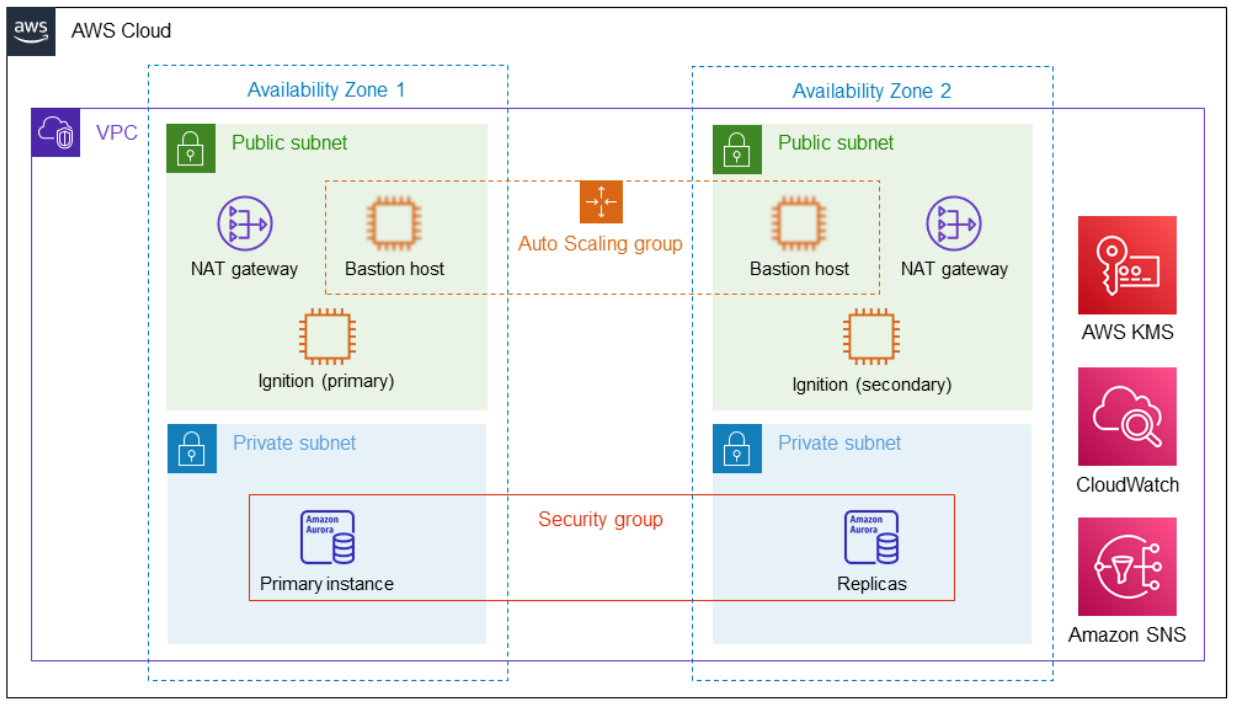 aws
AWS Cloud
Availability Zone 1
Availability Zone 2
VPC
Public subnet
Public subnet
NAT gateway
Bastion host
Auto Scaling group
Bastion host
NAT gateway
Ignition (primary)
Ignition (secondary)
AWS KMS
Private subnet
Private subnet
CloudWatch
Amazon
Aurora
Primary instance
Security group
Amazon
Aurora
Replicas
Amazon SNS